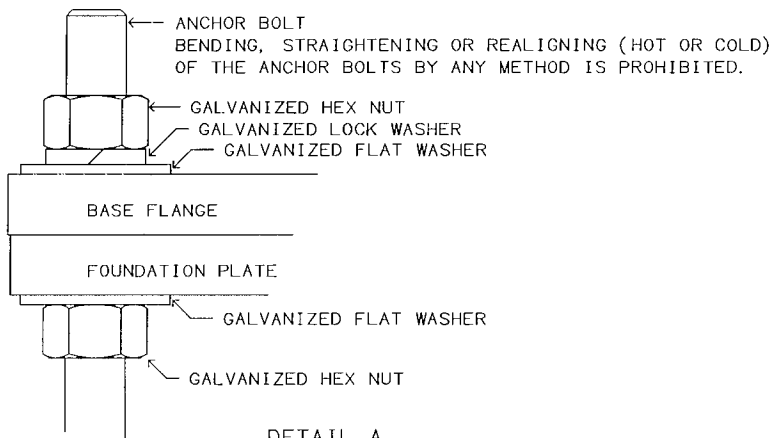 ANCHOR BOLT
BENDING, STRAIGHTENING OR REALIGNING (HOT OR COLD)
OF THE ANCHOR BOLTS BY ANY METHOD IS PROHIBITED.
GALVANIZED HEX NUT
GALVANIZED LOCK WASHER
GALVANIZED FLAT WASHER
BASE FLANGE
FOUNDATION PLATE
GALVANIZED FLAT WASHER
GALVANIZED HEX NUT
DETAIL A